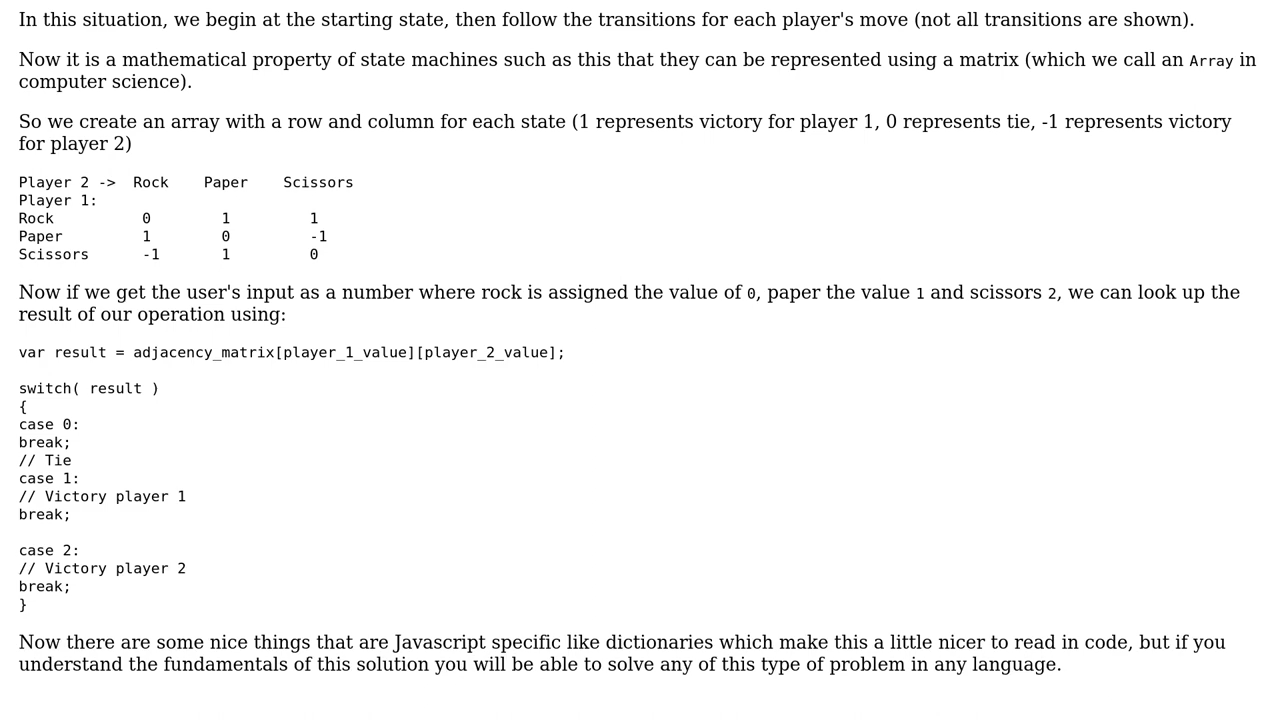 In this situation, we begin at the starting state, then follow the transitions for each player's move (not all transitions are shown).
Now it is a mathematical property of state machines such as this that they can be represented using a matrix (which we call an Array in
computer science).
So we create an array with a row and column for each state (1 represents victory for player 1, 0 represents tie, -1 represents victory
for player 2)
Player 2 ->  Rock    Paper    Scissors
Player 1:
Rock          0        1         1
Paper         1        0         -1
Scissors      -1       1         0
Now if we get the user's input as a number where rock is assigned the value of 0, paper the value 1 and scissors 2, we can look up the
result of our operation using:
var result = adjacency_matrix[player_1_value][player_2_value];
switch( result )
{
case 0:
break;
// Tie
case 1:
// Victory player 1
break;
case 2:
// Victory player 2
break;
}
Now there are some nice things that are Javascript specific like dictionaries which make this a little nicer to read in code, but if you
understand the fundamentals of this solution you will be able to solve any of this type of problem in any language.